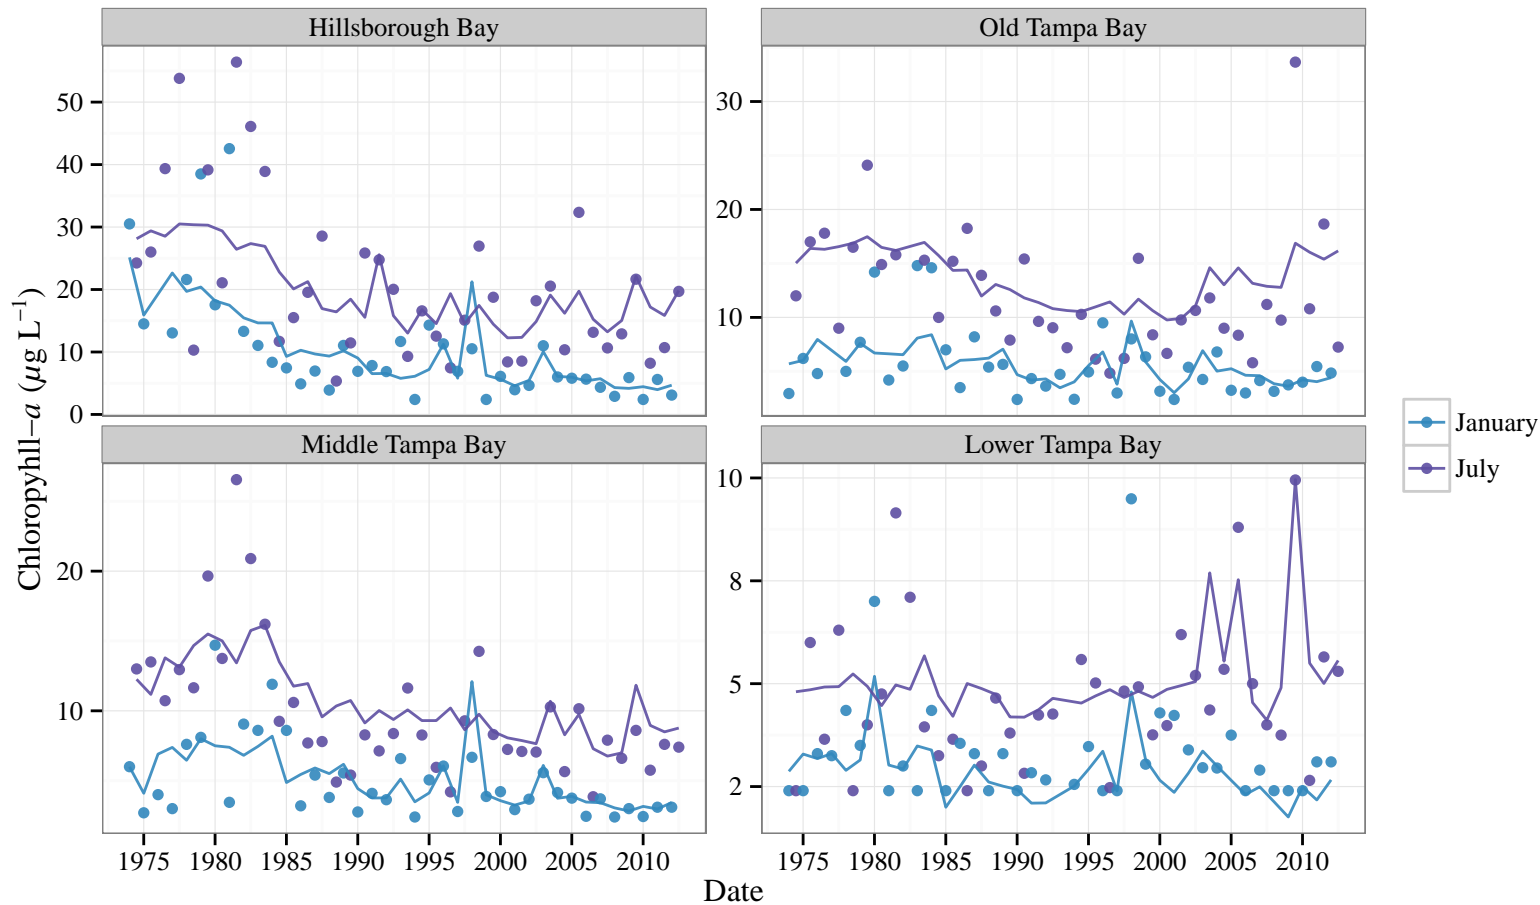 Hillsborough Bay
Old Tampa Bay
50
40
30
20
10
0
30
20
10
Middle Tampa Bay
Lower Tampa Bay
20
10
10
8
5
2
1975 1980 1985 1990 1995 2000 2005 2010
1975 1980 1985 1990 1995 2000 2005 2010
Date
Chloropyhll−a (μg L⁻¹)
January
July